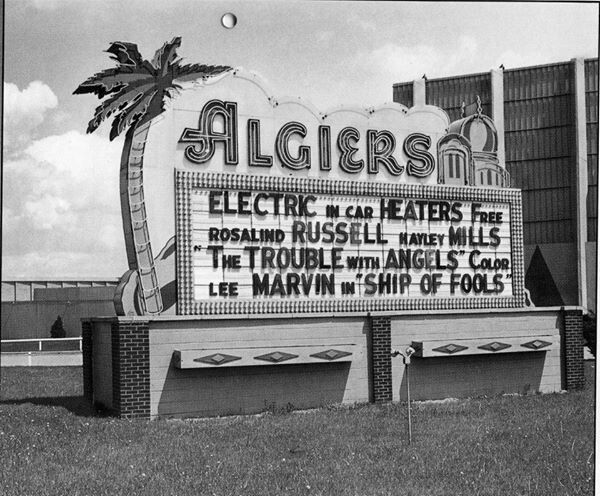 ALGIERS
ELECTRIC IN CAR HEATERS FREE
ROSALIND RUSSELL HAYLEY MILLS
"THE TROUBLE WITH ANGELS" COLOR
LEE MARVIN IN "SHIP OF FOOLS"